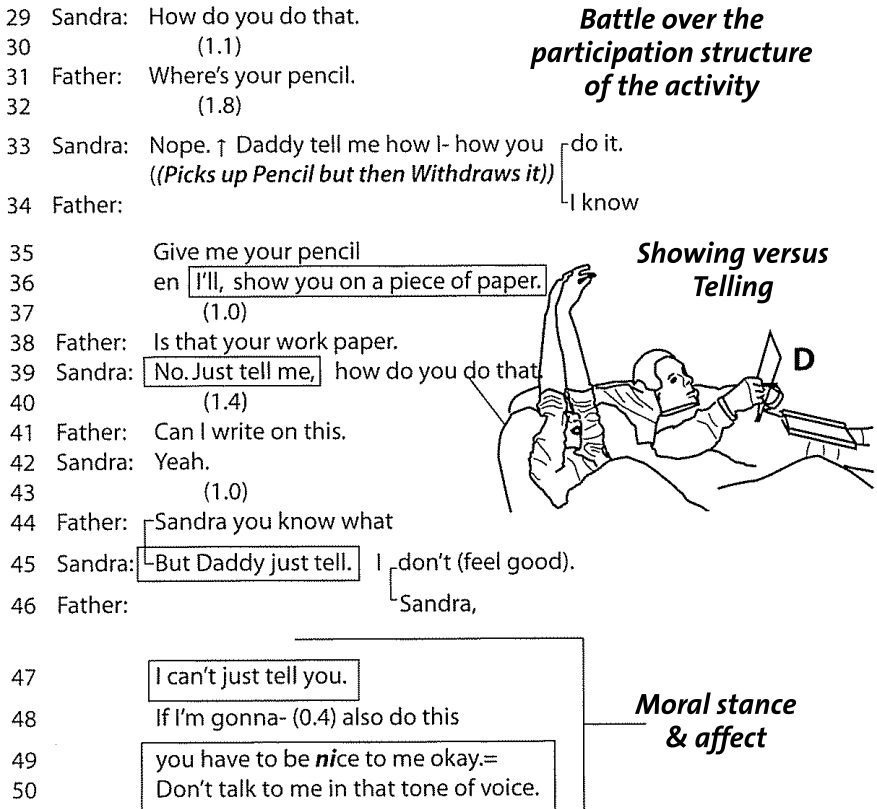 29 Sandra: How do you do that.
Battle over the
participation structure
of the activity
30 (1.1)
31 Father: Where's your pencil.
32 (1.8)
33 Sandra: Nope. ↑ Daddy tell me how I- how you do it.
((Picks up Pencil but then Withdraws it))
34 Father: I know
35 Give me your pencil
36 en I'll, show you on a piece of paper.
Showing versus
Telling
37 (1.0)
38 Father: Is that your work paper.
39 Sandra: No. Just tell me, how do you do that.
D
40 (1.4)
41 Father: Can I write on this.
42 Sandra: Yeah.
43 (1.0)
44 Father: Sandra you know what
45 Sandra: But Daddy just tell. I don't (feel good).
46 Father: Sandra,
47 I can't just tell you.
48 If I'm gonna- (0.4) also do this
Moral stance
& affect
49 you have to be nice to me okay.=
50 Don't talk to me in that tone of voice.